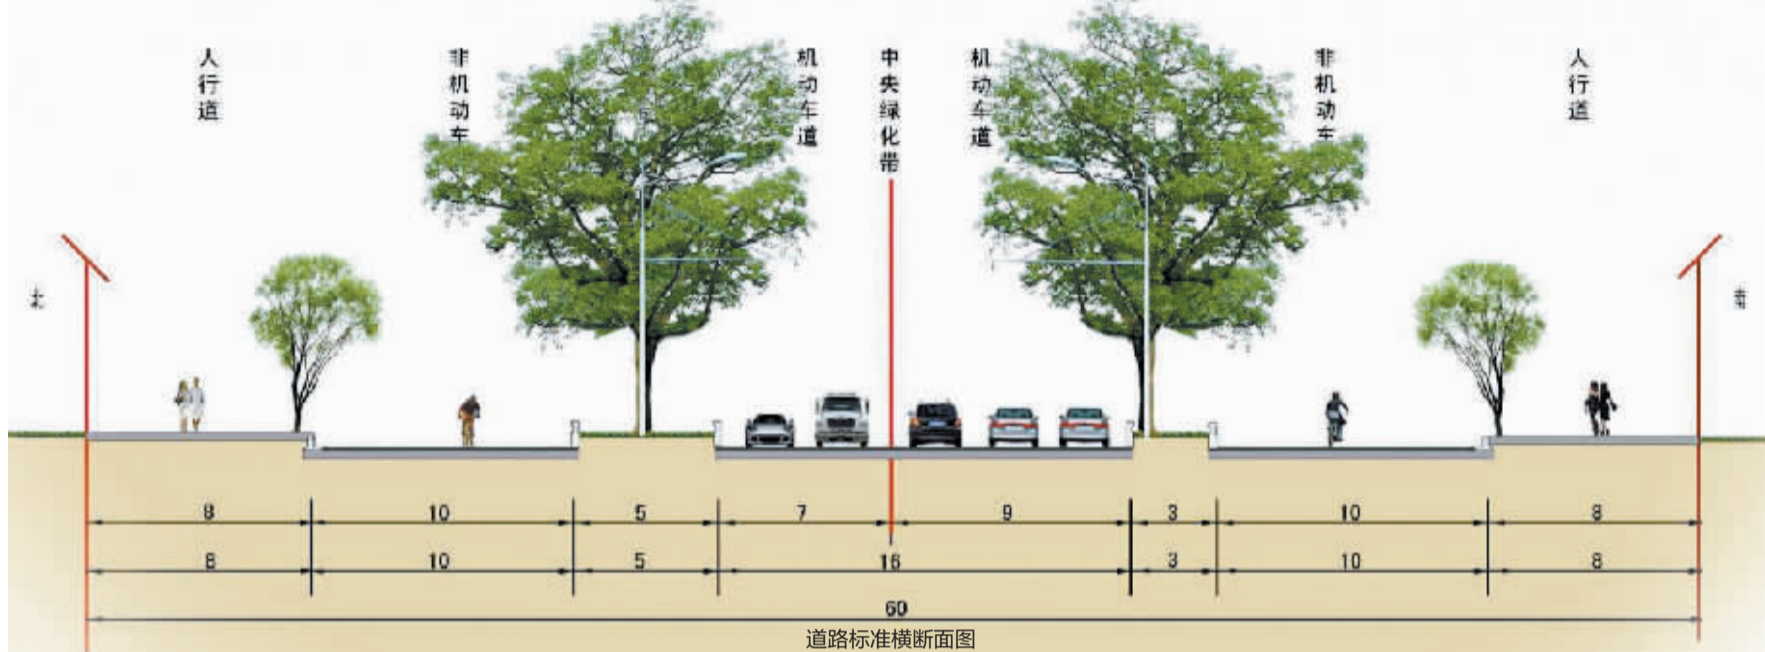 人行道
非机动车
机动车道
中央绿化带
机动车道
非机动车
人行道
北
南
8 10 5 7 9 3 10 8
8 10 5 16 3 10 8
60
道路标准横断面图